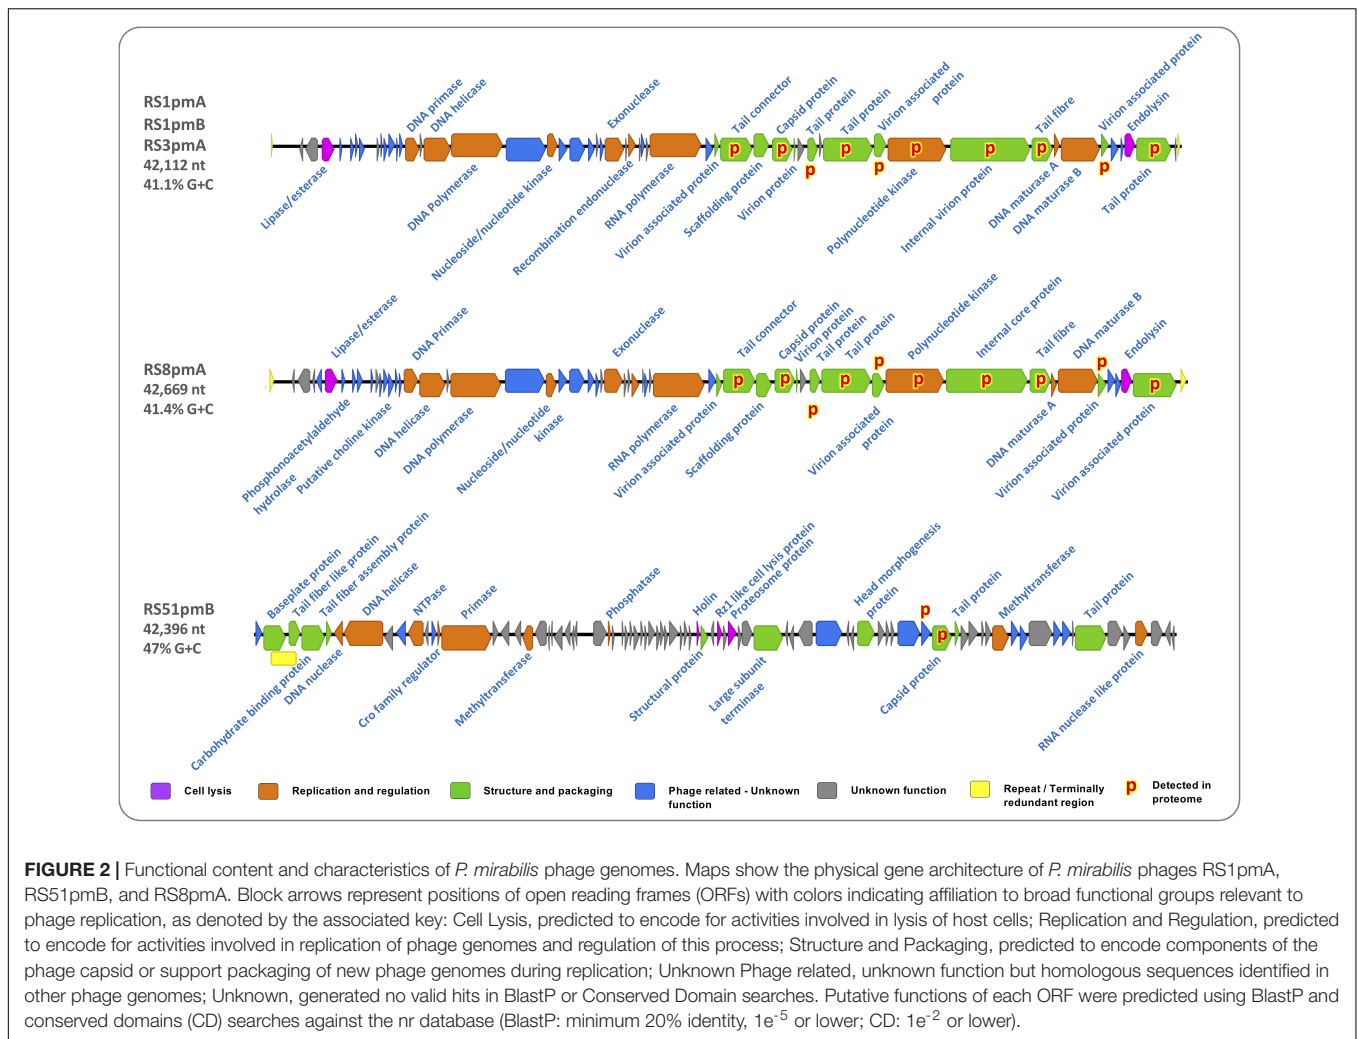 RS1pmA
RS1pmB
RS3pmA
42,112 nt
41.1% G+C
DNA primase
DNA helicase
Exonuclease
Tail connector
Capsid protein
Tail protein
Tail protein
Virion associated
protein
Tail fibre
Virion associated protein
Endolysin
p p p p p p p
p p p p
Lipase/esterase
DNA Polymerase
Nucleoside/nucleotide kinase
Recombination endonuclease
RNA polymerase
Virion associated protein
Scaffolding protein
Virion protein
Polynucleotide kinase
Internal virion protein
DNA maturase A
DNA maturase B
Tail protein
RS8pmA
42,669 nt
41.4% G+C
Lipase/esterase
DNA Primase
Exonuclease
Tail connector
Capsid protein
Virion protein
Tail protein
Tail protein
Polynucleotide kinase
Internal core protein
Tail fibre
DNA maturase B
Endolysin
p p
p p p p p p p
p
Phosphonoacetylaldehyde
hydrolase
Putative choline kinase
DNA helicase
DNA polymerase
Nucleoside/nucleotide
kinase
RNA polymerase
Virion associated protein
Scaffolding protein
Virion associated
protein
DNA maturase A
Virion associated protein
Virion associated protein
RS51pmB
42,396 nt
47% G+C
Baseplate protein
Tail fiber like protein
Tail fiber assembly protein
DNA helicase
NTPase
Primase
Phosphatase
Holin
Rz1 like cell lysis protein
Proteosome protein
Head morphogenesis
protein
Tail protein
Methyltransferase
Tail protein
p
p
Carbohydrate binding protein
DNA nuclease
Cro family regulator
Methyltransferase
Structural protein
Large subunit
terminase
Capsid protein
RNA nuclease like protein
Cell lysis
Replication and regulation
Structure and packaging
Phage related - Unknown
function
Unknown function
Repeat / Terminally
redundant region
p Detected in
proteome
FIGURE 2 | Functional content and characteristics of P. mirabilis phage genomes. Maps show the physical gene architecture of P. mirabilis phages RS1pmA,
RS51pmB, and RS8pmA. Block arrows represent positions of open reading frames (ORFs) with colors indicating affiliation to broad functional groups relevant to
phage replication, as denoted by the associated key: Cell Lysis, predicted to encode for activities involved in lysis of host cells; Replication and Regulation, predicted
to encode for activities involved in replication of phage genomes and regulation of this process; Structure and Packaging, predicted to encode components of the
phage capsid or support packaging of new phage genomes during replication; Unknown Phage related, unknown function but homologous sequences identified in
other phage genomes; Unknown, generated no valid hits in BlastP or Conserved Domain searches. Putative functions of each ORF were predicted using BlastP and
conserved domains (CD) searches against the nr database (BlastP: minimum 20% identity, 1e-5 or lower; CD: 1e-2 or lower).